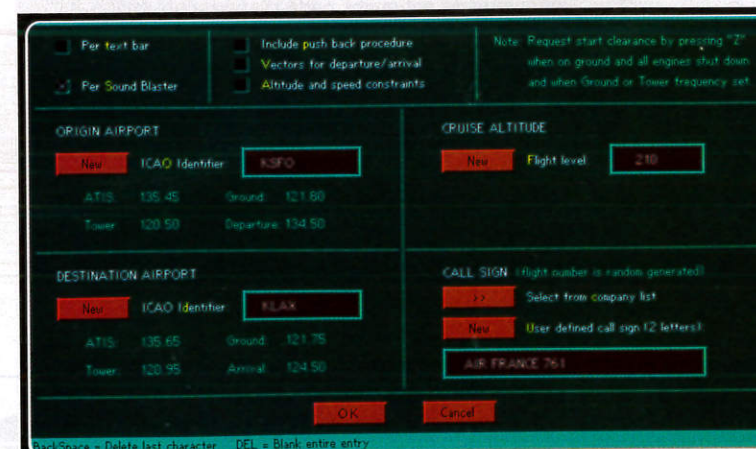 Per text bar
Per Sound Blaster
Include push back procedure
Vectors for departure/arrival
Altitude and speed constraints
Note: Request start clearance by pressing "Z"
when on ground and all engines shut down
and when Ground or Tower frequency set
ORIGIN AIRPORT
New ICAO Identifier: KSFO
ATIS: 135.45 Ground: 121.80
Tower: 120.50 Departure: 134.50
CRUISE ALTITUDE
New Flight level: 210
DESTINATION AIRPORT
New ICAO Identifier: KLAX
ATIS: 135.65 Ground: 121.75
Tower: 120.95 Arrival: 124.50
CALL SIGN (flight number is random generated)
>> Select from company list
New User defined call sign (2 letters):
AIR FRANCE 761
OK Cancel
BackSpace = Delete last character DEL = Blank entire entry